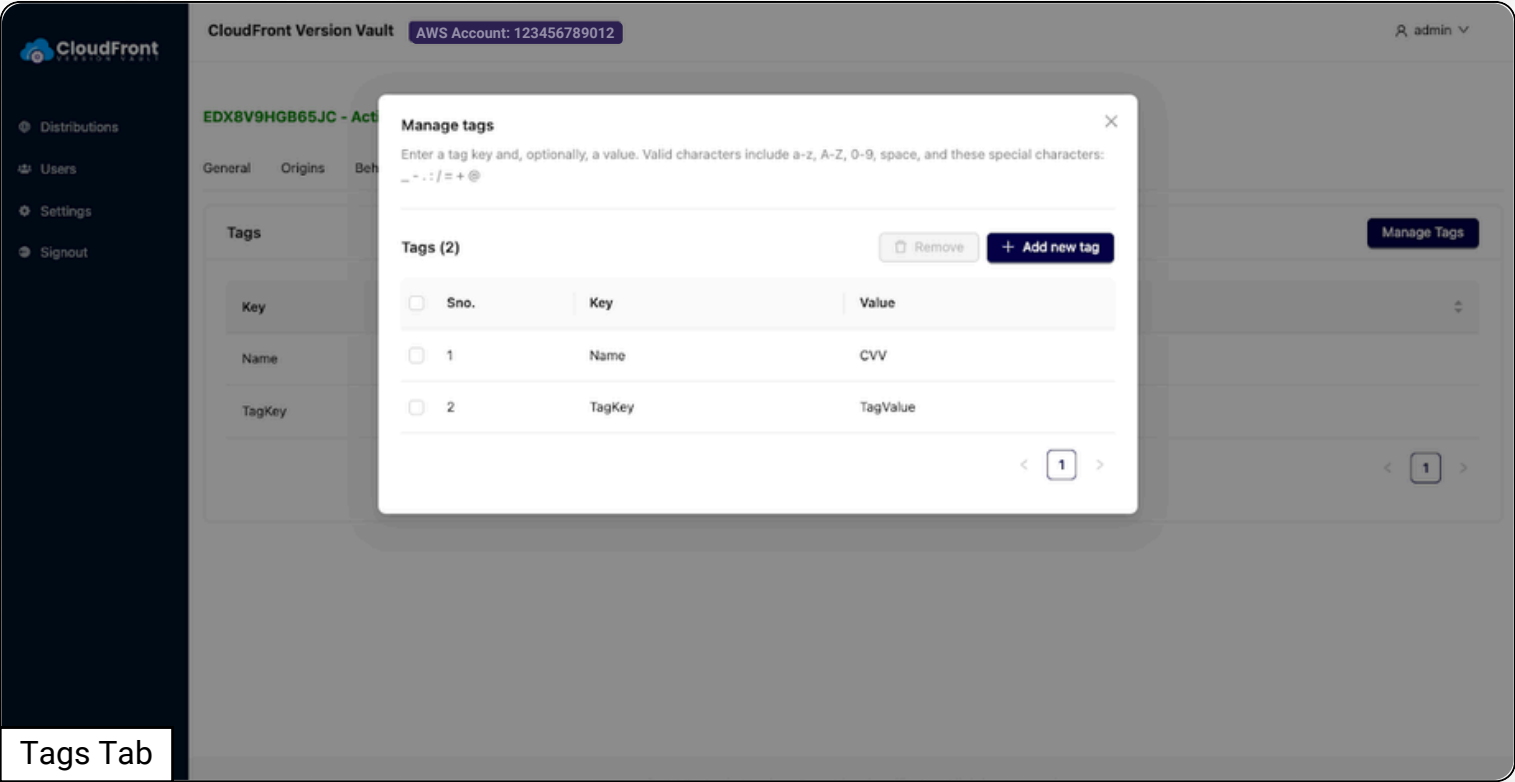 CloudFront
VERSION VAULT
CloudFront Version Vault
AWS Account: 123456789012
admin
Distributions
Users
Settings
Signout
EDX8V9HGB65JC - Acti
General Origins Beh
Tags
Manage Tags
Key
Name
TagKey
1
Manage tags
Enter a tag key and, optionally, a value. Valid characters include a-z, A-Z, 0-9, space, and these special characters:
_ - . : / = + @
Tags (2)
Remove
+ Add new tag
Sno. Key Value
1 Name CVV
2 TagKey TagValue
< 1 >
Tags Tab